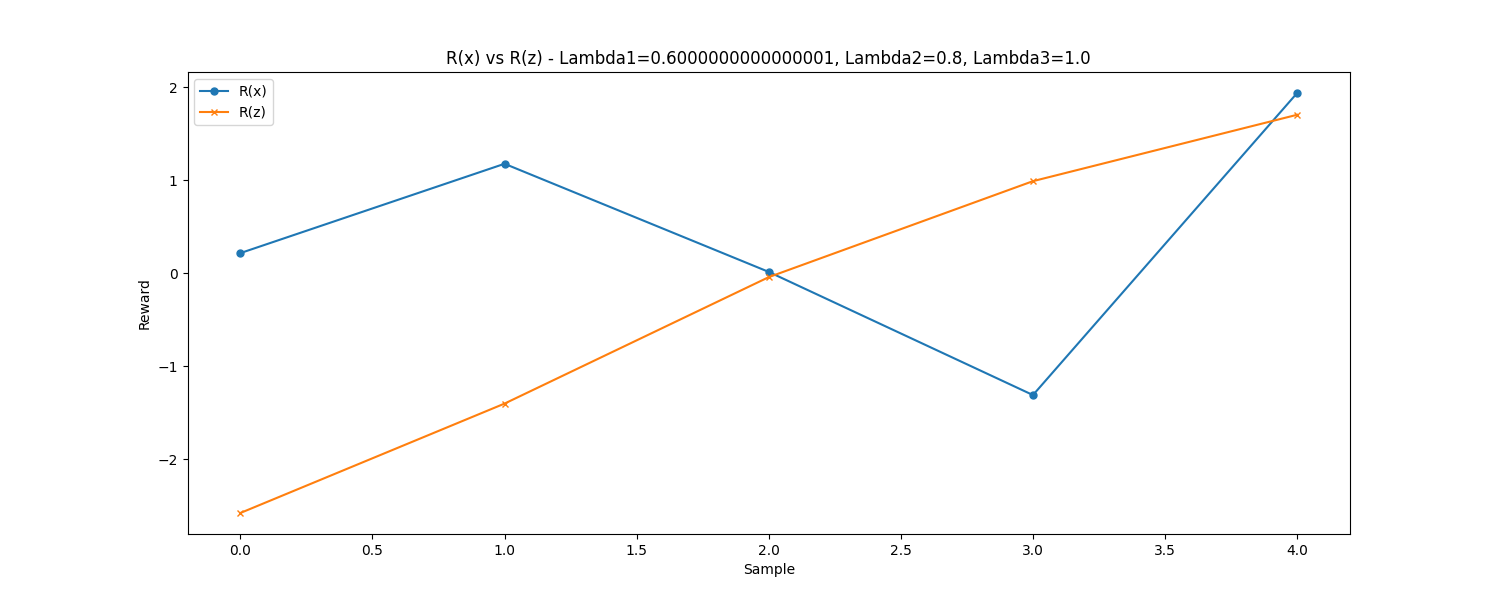 R(x) vs R(z) - Lambda1=0.6000000000000001, Lambda2=0.8, Lambda3=1.0
R(x)
R(z)
2
1
0
−1
−2
Reward
0.0 0.5 1.0 1.5 2.0 2.5 3.0 3.5 4.0
Sample